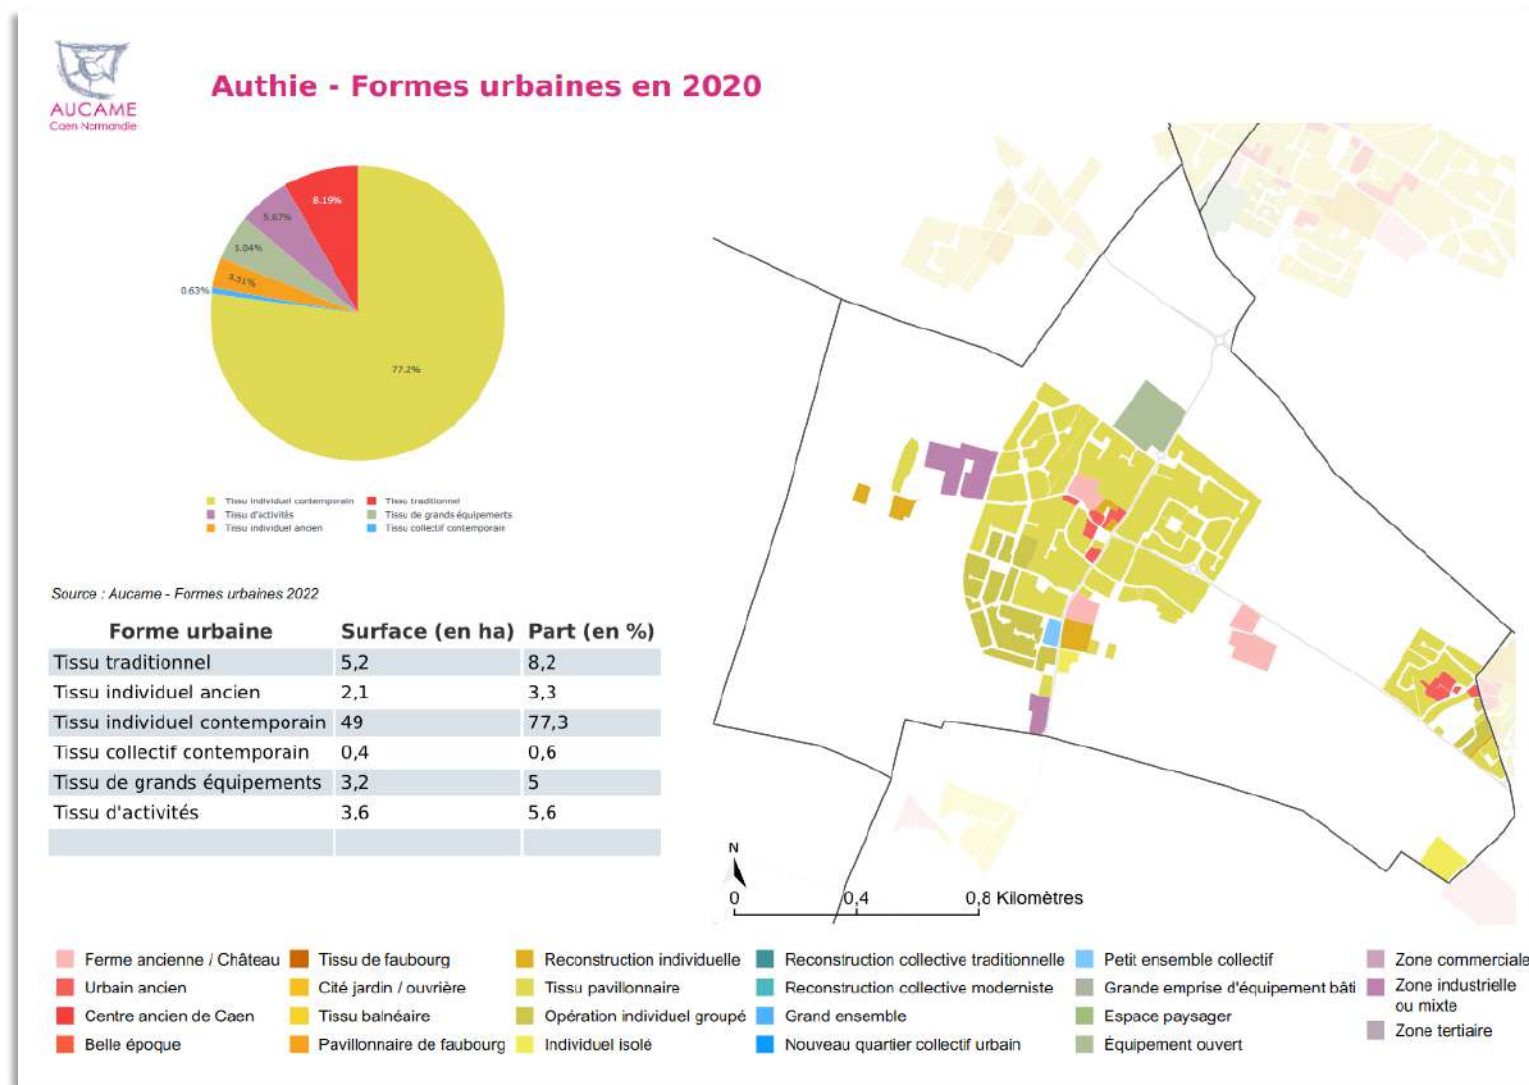 AUCAME
Caen Normandie
Authie - Formes urbaines en 2020
8.19%
5.67%
5.04%
3.31%
0.63%
77.2%
Tissu individuel contemporain
Tissu traditionnel
Tissu d'activités
Tissu de grands équipements
Tissu individuel ancien
Tissu collectif contemporain
Source : Aucame - Formes urbaines 2022
Forme urbaine Surface (en ha) Part (en %)
Tissu traditionnel 5,2 8,2
Tissu individuel ancien 2,1 3,3
Tissu individuel contemporain 49 77,3
Tissu collectif contemporain 0,4 0,6
Tissu de grands équipements 3,2 5
Tissu d'activités 3,6 5,6
N
0 0,4 0,8 Kilomètres
Ferme ancienne / Château
Urbain ancien
Centre ancien de Caen
Belle époque
Tissu de faubourg
Cité jardin / ouvrière
Tissu balnéaire
Pavillonnaire de faubourg
Reconstruction individuelle
Tissu pavillonnaire
Opération individuel groupé
Individuel isolé
Reconstruction collective traditionnelle
Reconstruction collective moderniste
Grand ensemble
Nouveau quartier collectif urbain
Petit ensemble collectif
Grande emprise d'équipement bâti
Espace paysager
Équipement ouvert
Zone commerciale
Zone industrielle
ou mixte
Zone tertiaire